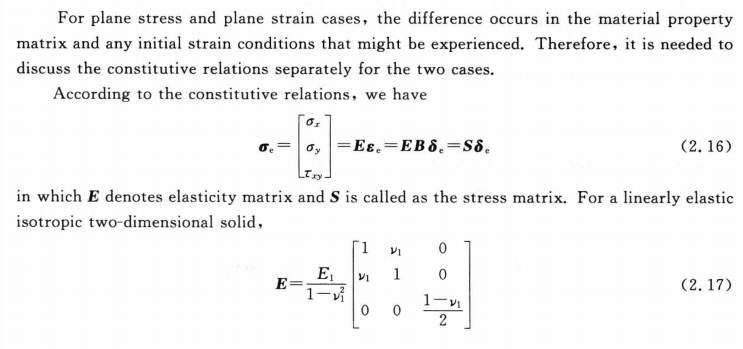 For plane stress and plane strain cases, the difference occurs in the material property
matrix and any initial strain conditions that might be experienced. Therefore, it is needed to
discuss the constitutive relations separately for the two cases.
According to the constitutive relations, we have
σₑ = [σₓ; σᵧ; τₓᵧ] = Eεₑ = EBδₑ = Sδₑ (2.16)
in which E denotes elasticity matrix and S is called as the stress matrix. For a linearly elastic
isotropic two-dimensional solid,
E = E₁/(1−ν₁²) [1 ν₁ 0; ν₁ 1 0; 0 0 (1−ν₁)/2] (2.17)